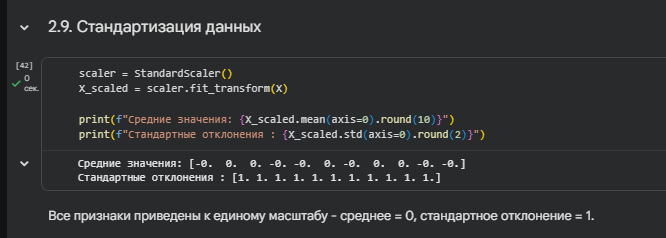 2.9. Стандартизация данных
[42]
0
сек.
scaler = StandardScaler()
X_scaled = scaler.fit_transform(X)
print(f"Средние значения: {X_scaled.mean(axis=0).round(10)}")
print(f"Стандартные отклонения : {X_scaled.std(axis=0).round(2)}")
Средние значения: [-0.  0.  0. -0. -0.  0. -0.  0.  0. -0. -0.]
Стандартные отклонения : [1. 1. 1. 1. 1. 1. 1. 1. 1. 1. 1.]
Все признаки приведены к единому масштабу - среднее = 0, стандартное отклонение = 1.